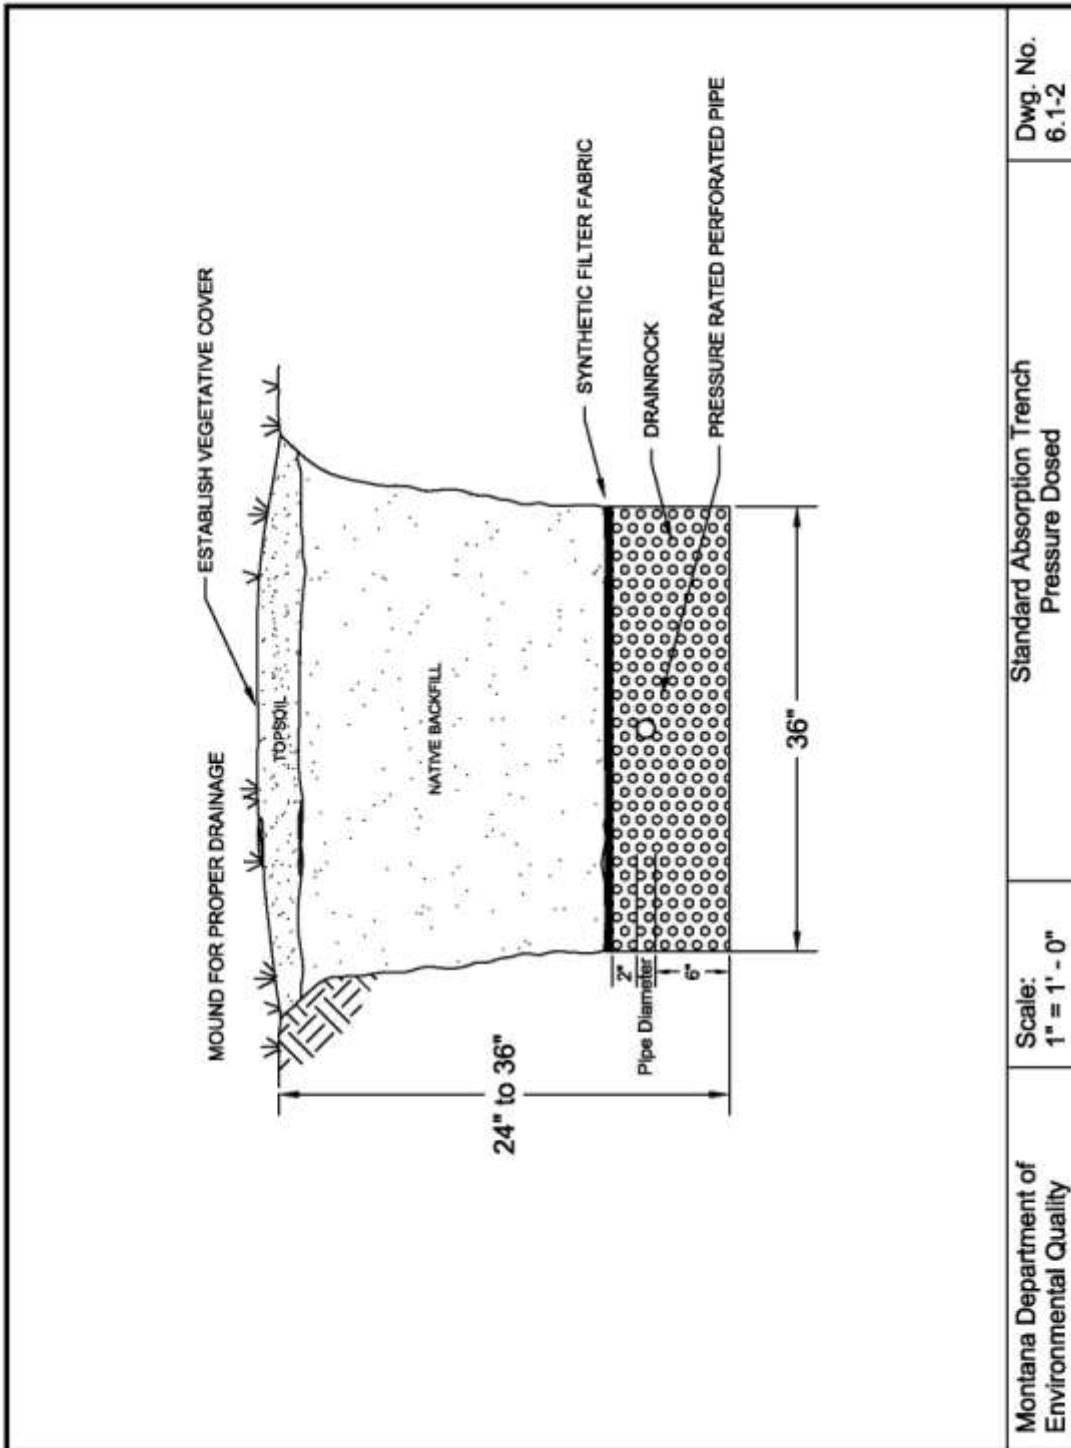 MOUND FOR PROPER DRAINAGE
ESTABLISH VEGETATIVE COVER
TOPSOIL
NATIVE BACKFILL
24" to 36"
2"
Pipe Diameter
6"
36"
SYNTHETIC FILTER FABRIC
DRAINROCK
PRESSURE RATED PERFORATED PIPE
Montana Department of
Environmental Quality
Scale:
1" = 1' - 0"
Standard Absorption Trench
Pressure Dosed
Dwg. No.
6.1-2